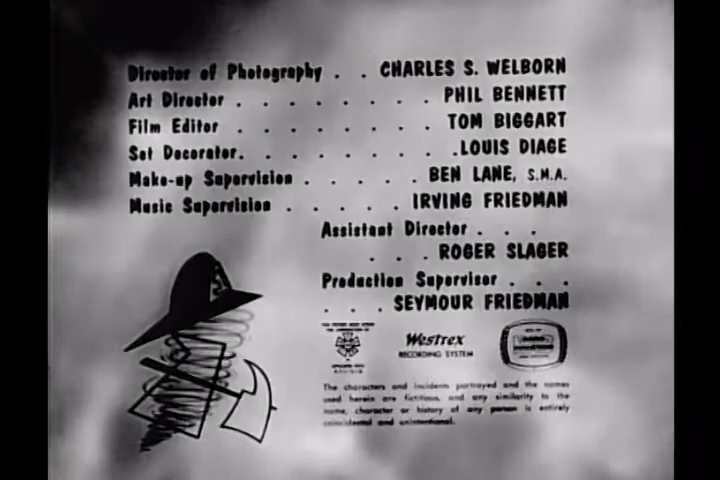 Director of Photography . . CHARLES S. WELBORN
Art Director . . . . . . . . PHIL BENNETT
Film Editor . . . . . . . . TOM BIGGART
Set Decorator. . . . . . . . .LOUIS DIAGE
Make-up Supervision . . . . . BEN LANE, S.M.A.
Music Supervision . . . . . IRVING FRIEDMAN
Assistant Director . . .
. . . ROGER SLAGER
Production Supervisor . . .
. . . SEYMOUR FRIEDMAN
Westrex
RECORDING SYSTEM
The characters and incidents portrayed and the names
used herein are fictitious, and any similarity to the
name, character or history of any person is entirely
coincidental and unintentional.